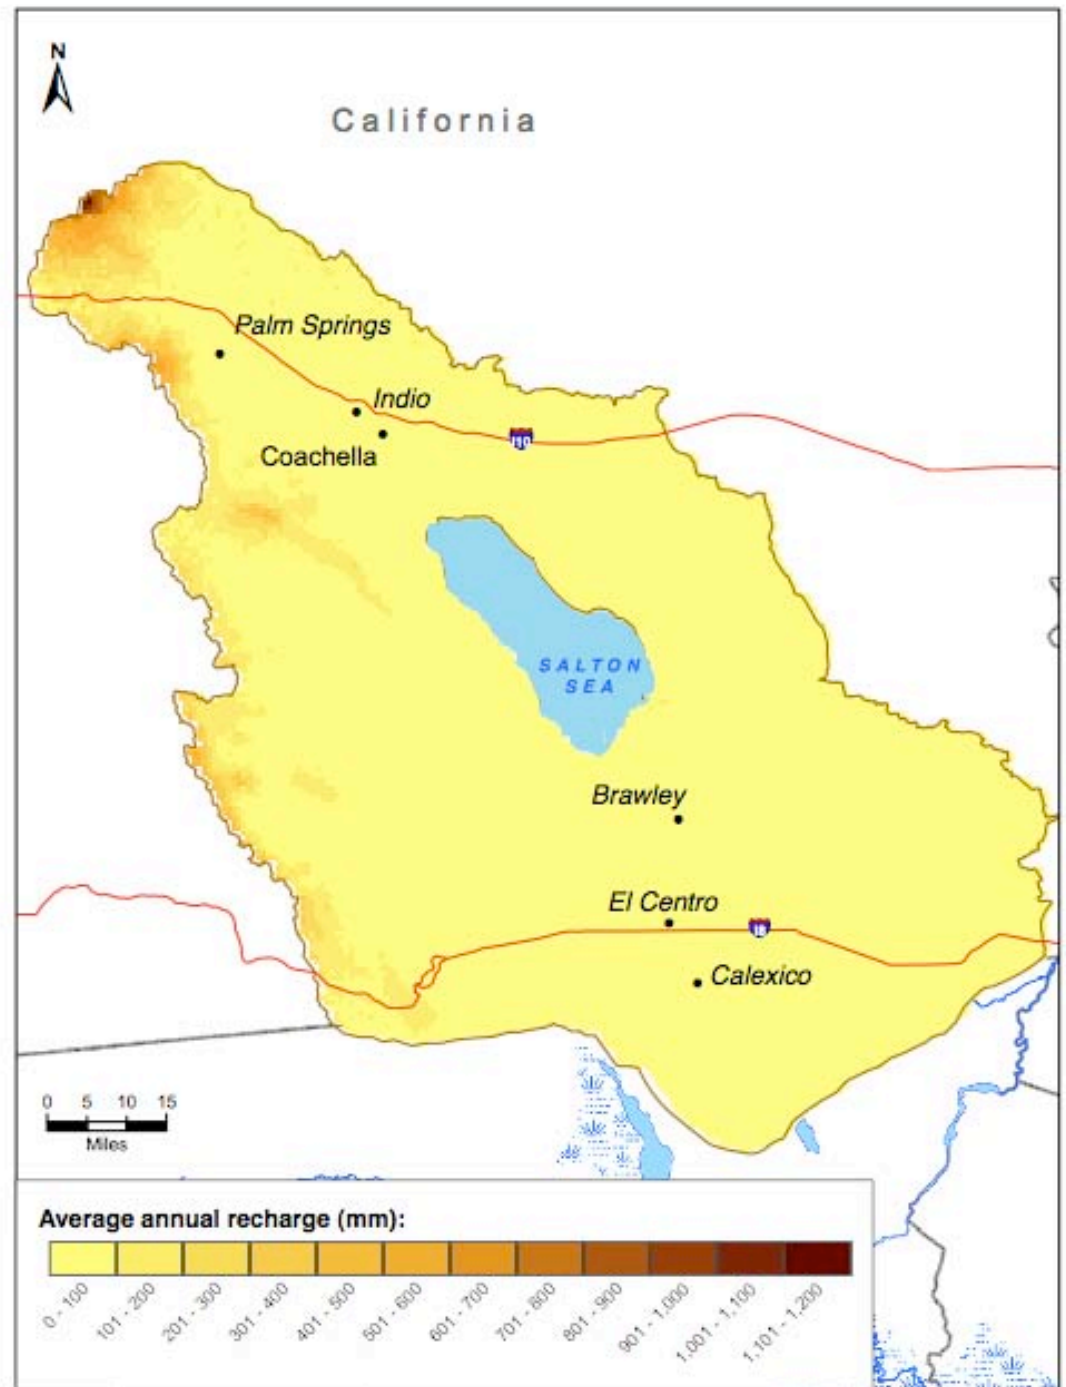 N
California
Palm Springs
Indio
I10
Coachella
SALTON
SEA
Brawley
El Centro
I8
Calexico
0 5 10 15
Miles
Average annual recharge (mm):
0 - 100
101 - 200
201 - 300
301 - 400
401 - 500
501 - 600
601 - 700
701 - 800
801 - 900
901 - 1,000
1,001 - 1,100
1,101 - 1,200